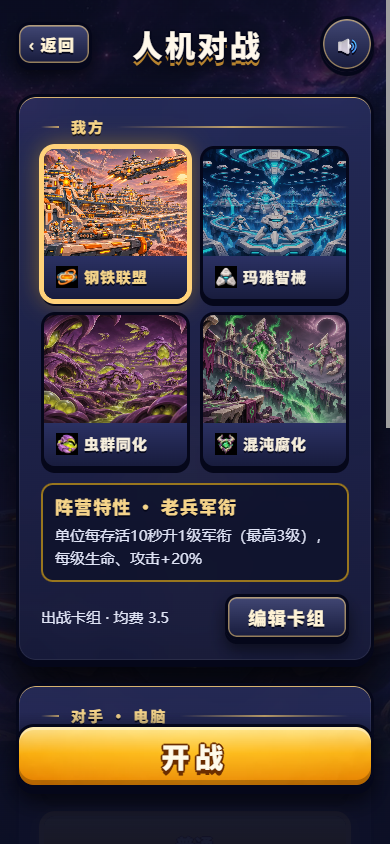 ‹ 返回
人机对战
我方
钢铁联盟
玛雅智械
虫群同化
混沌腐化
阵营特性 · 老兵军衔
单位每存活10秒升1级军衔（最高3级），
每级生命、攻击+20%
出战卡组 · 均费 3.5
编辑卡组
对手 · 电脑
开战